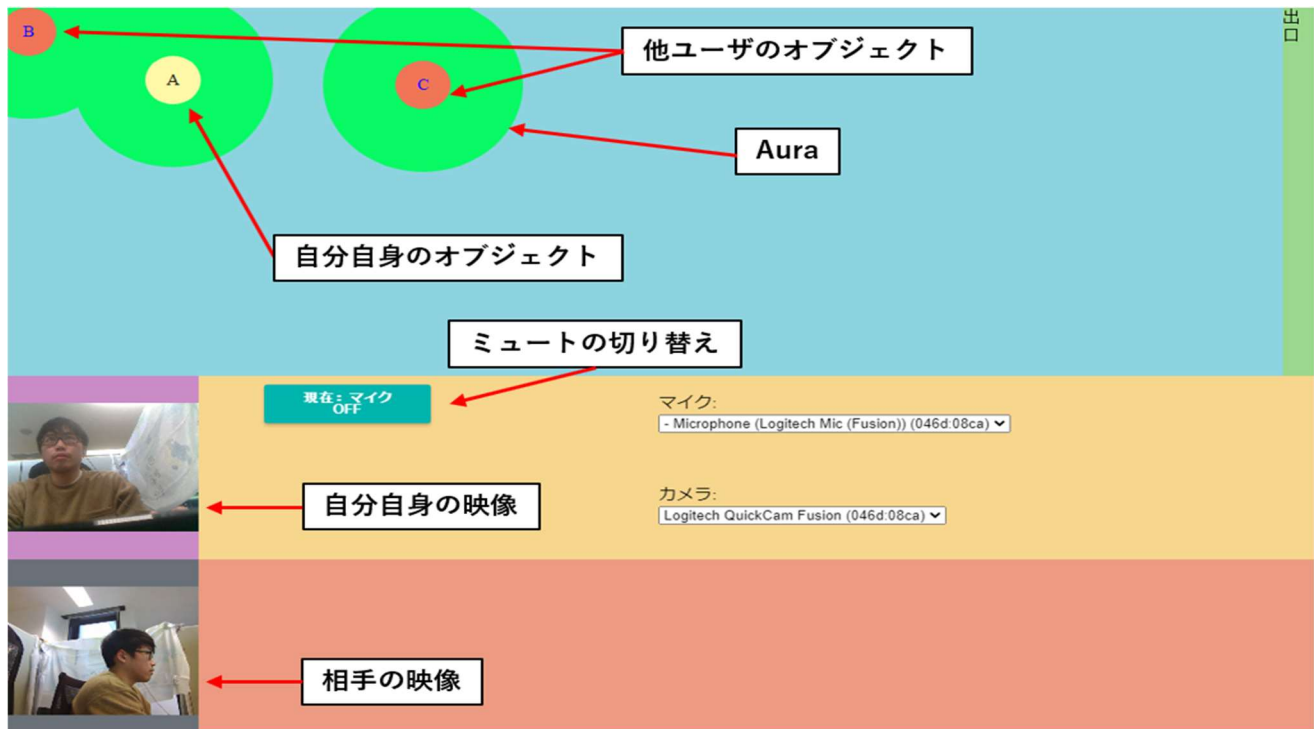 B
A
C
他ユーザのオブジェクト
出
口
Aura
自分自身のオブジェクト
ミュートの切り替え
現在：マイク
OFF
マイク:
- Microphone (Logitech Mic (Fusion)) (046d:08ca)
自分自身の映像
カメラ:
Logitech QuickCam Fusion (046d:08ca)
相手の映像